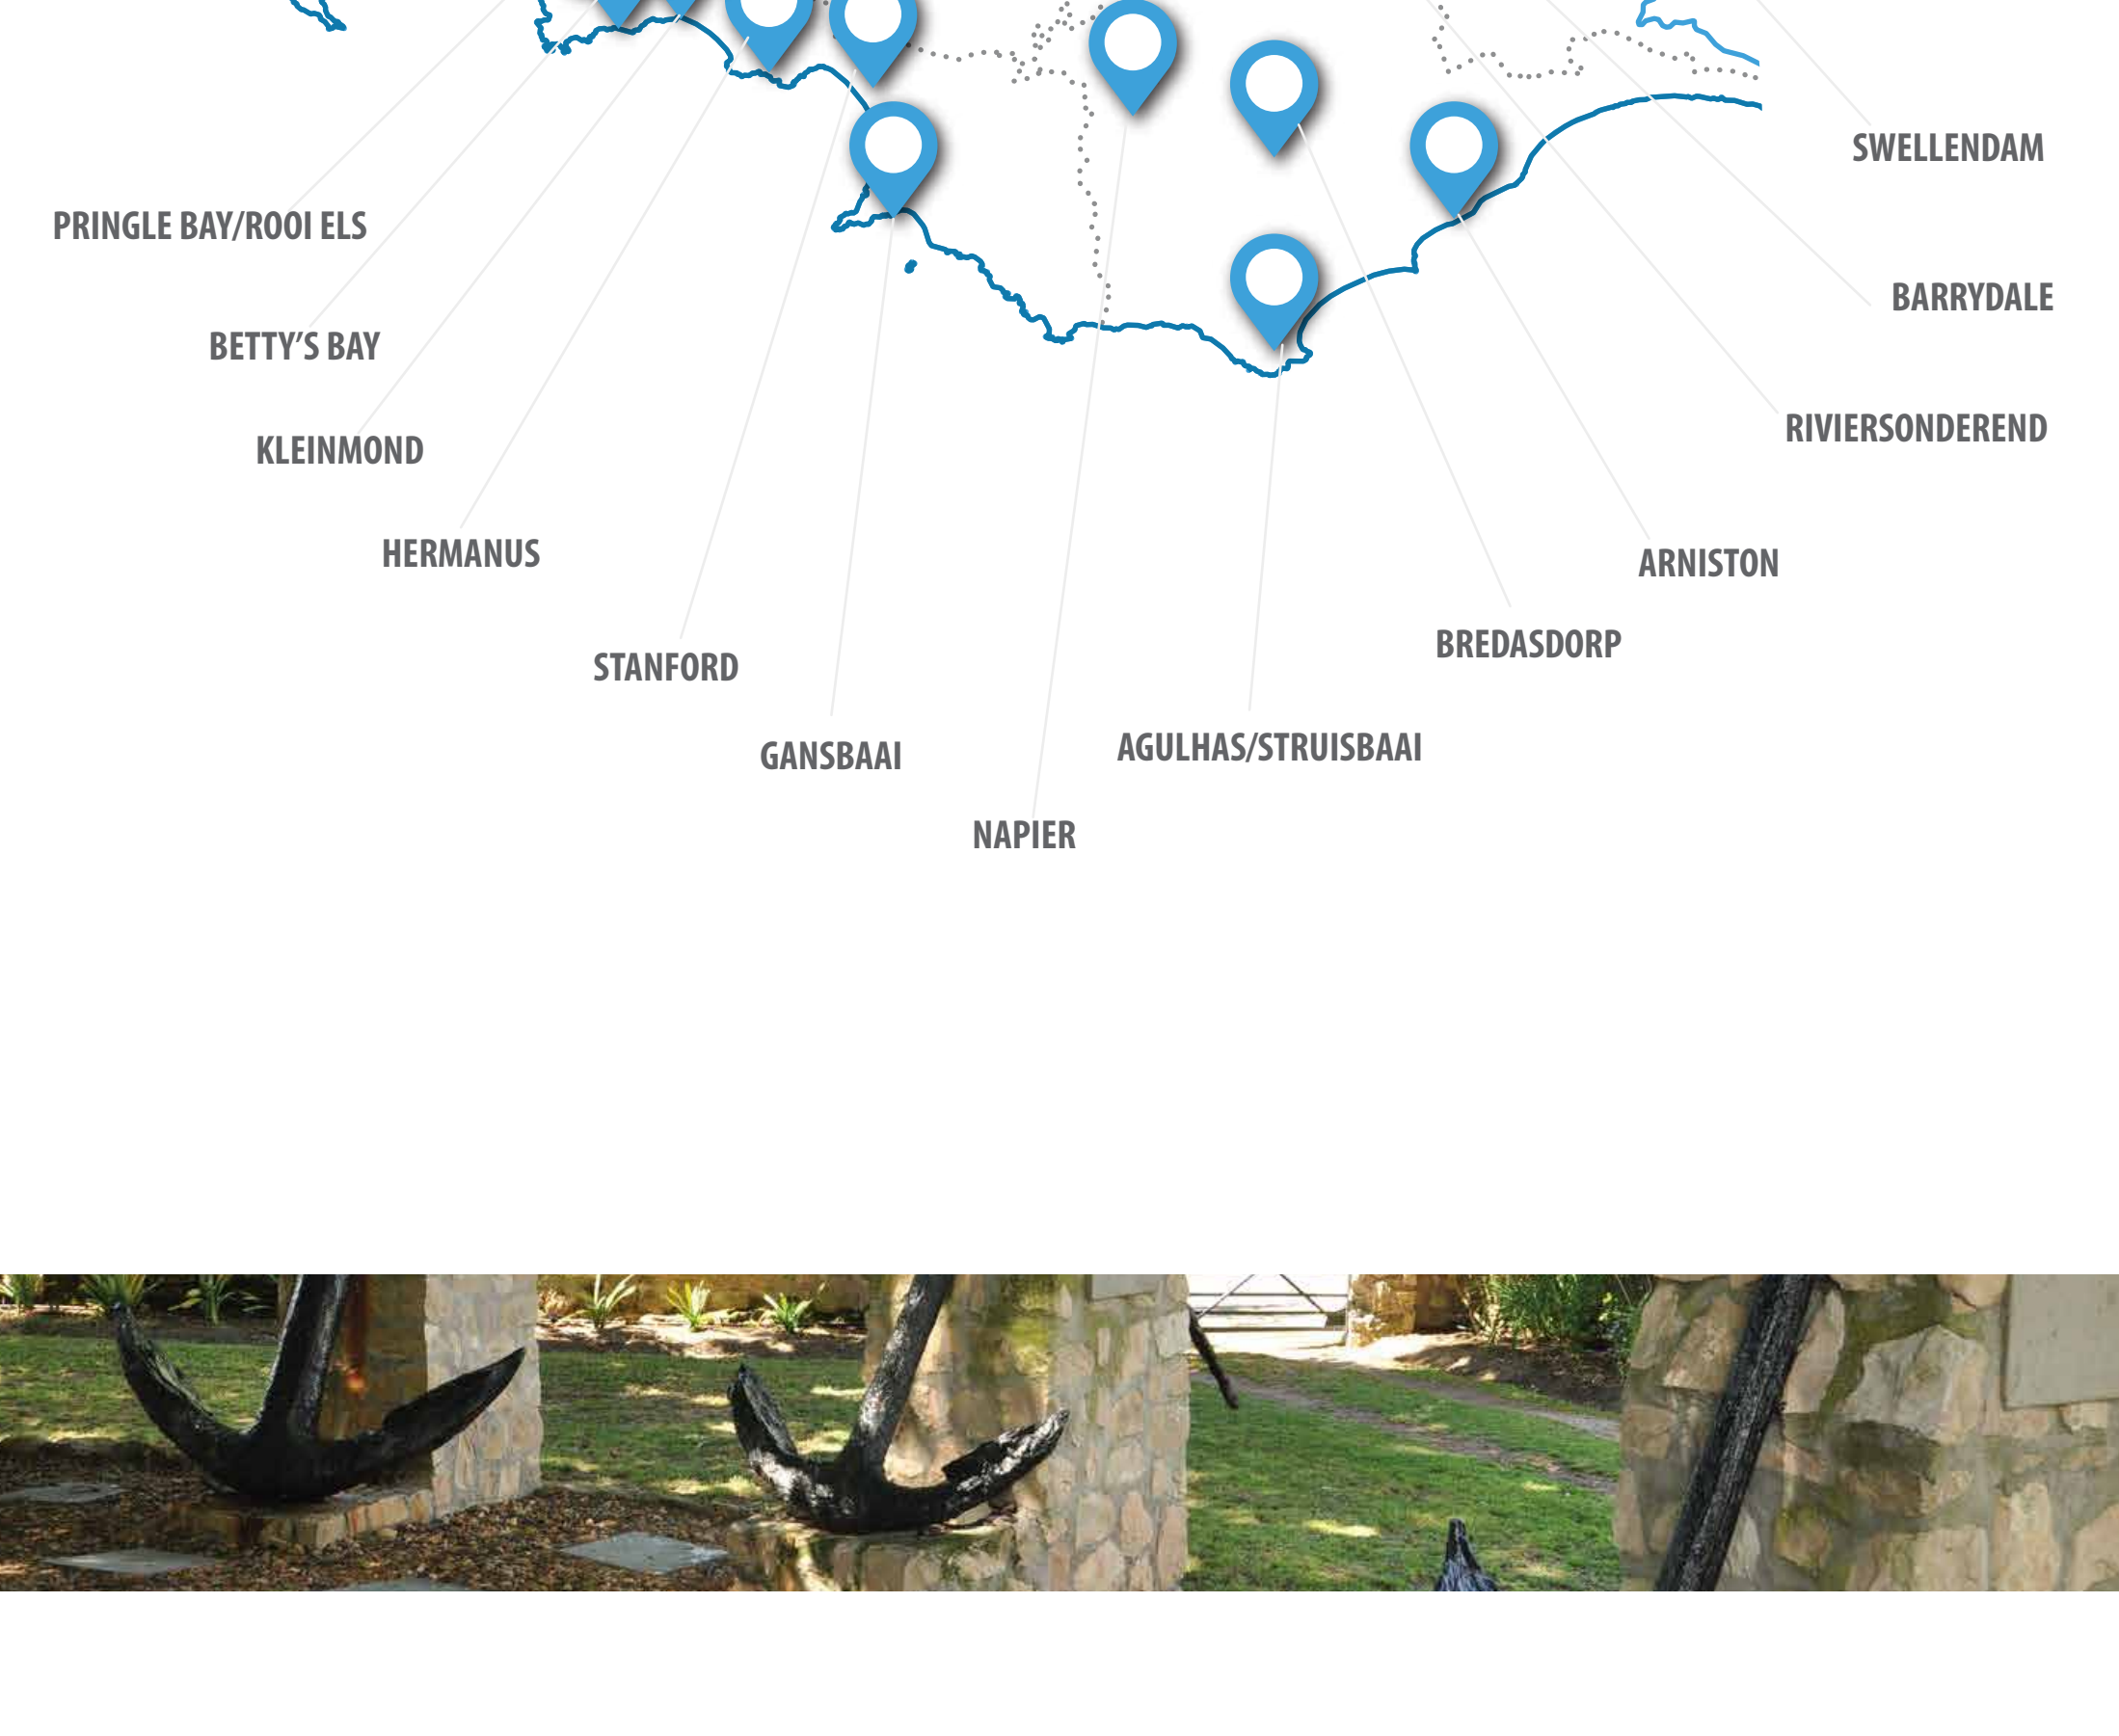 SWELLENDAM
PRINGLE BAY/ROOI ELS
BARRYDALE
BETTY’S BAY
RIVIERSONDEREND
KLEINMOND
HERMANUS
ARNISTON
BREDASDORP
STANFORD
AGULHAS/STRUISBAAI
GANSBAAI
NAPIER